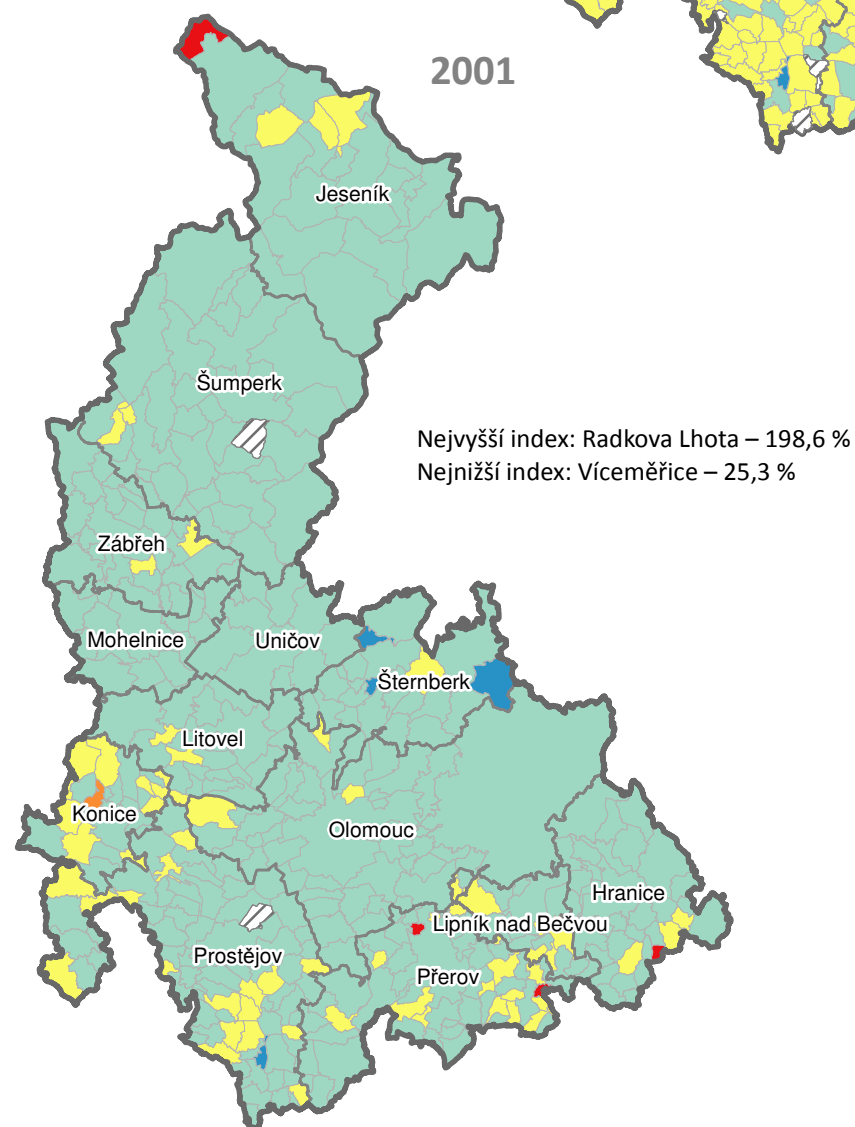 2001
Jeseník
Šumperk
Nejvyšší index: Radkova Lhota – 198,6 %
Nejnižší index: Víceměřice – 25,3 %
Zábřeh
Mohelnice
Uničov
Šternberk
Litovel
Konice
Olomouc
Hranice
Lipník nad Bečvou
Prostějov
Přerov